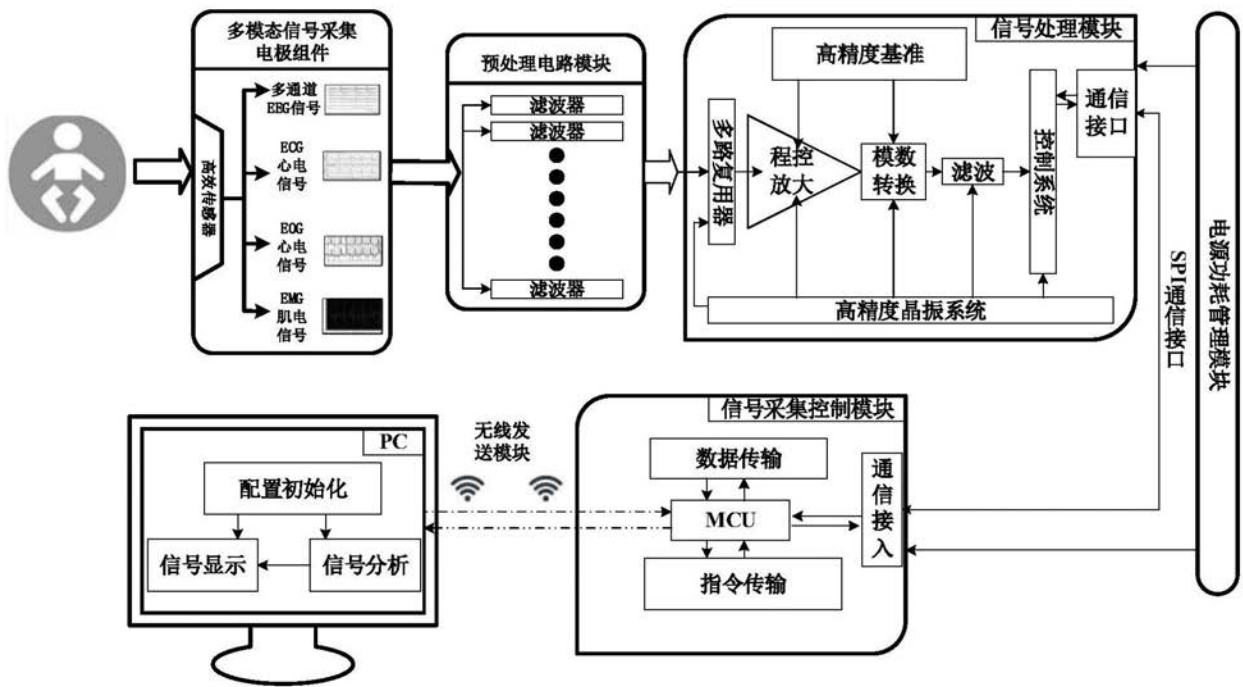 多模态信号采集
电极组件
高效传感器
多通道
EEG信号
ECG
心电
信号
EOG
心电
信号
EMG
肌电
信号
预处理电路模块
滤波器
滤波器
滤波器
信号处理模块
高精度基准
多路复用器
程控
放大
模数
转换
滤波
控制系统
通信
接口
高精度晶振系统
SPI通信接口
电源功耗管理模块
PC
配置初始化
信号显示
信号分析
无线发
送模块
信号采集控制模块
数据传输
MCU
指令传输
通信接入